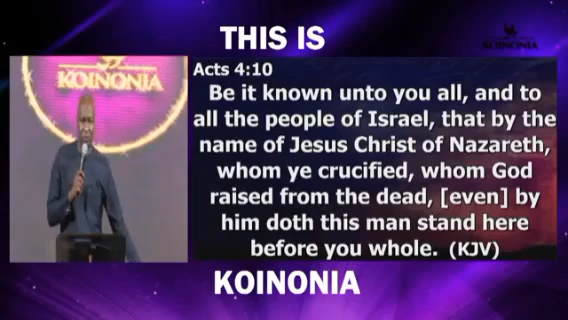 THIS IS
KOINONIA
KOINONIA
Acts 4:10
Be it known unto you all, and to
all the people of Israel, that by the
name of Jesus Christ of Nazareth,
whom ye crucified, whom God
raised from the dead, [even] by
him doth this man stand here
before you whole. (KJV)
KOINONIA